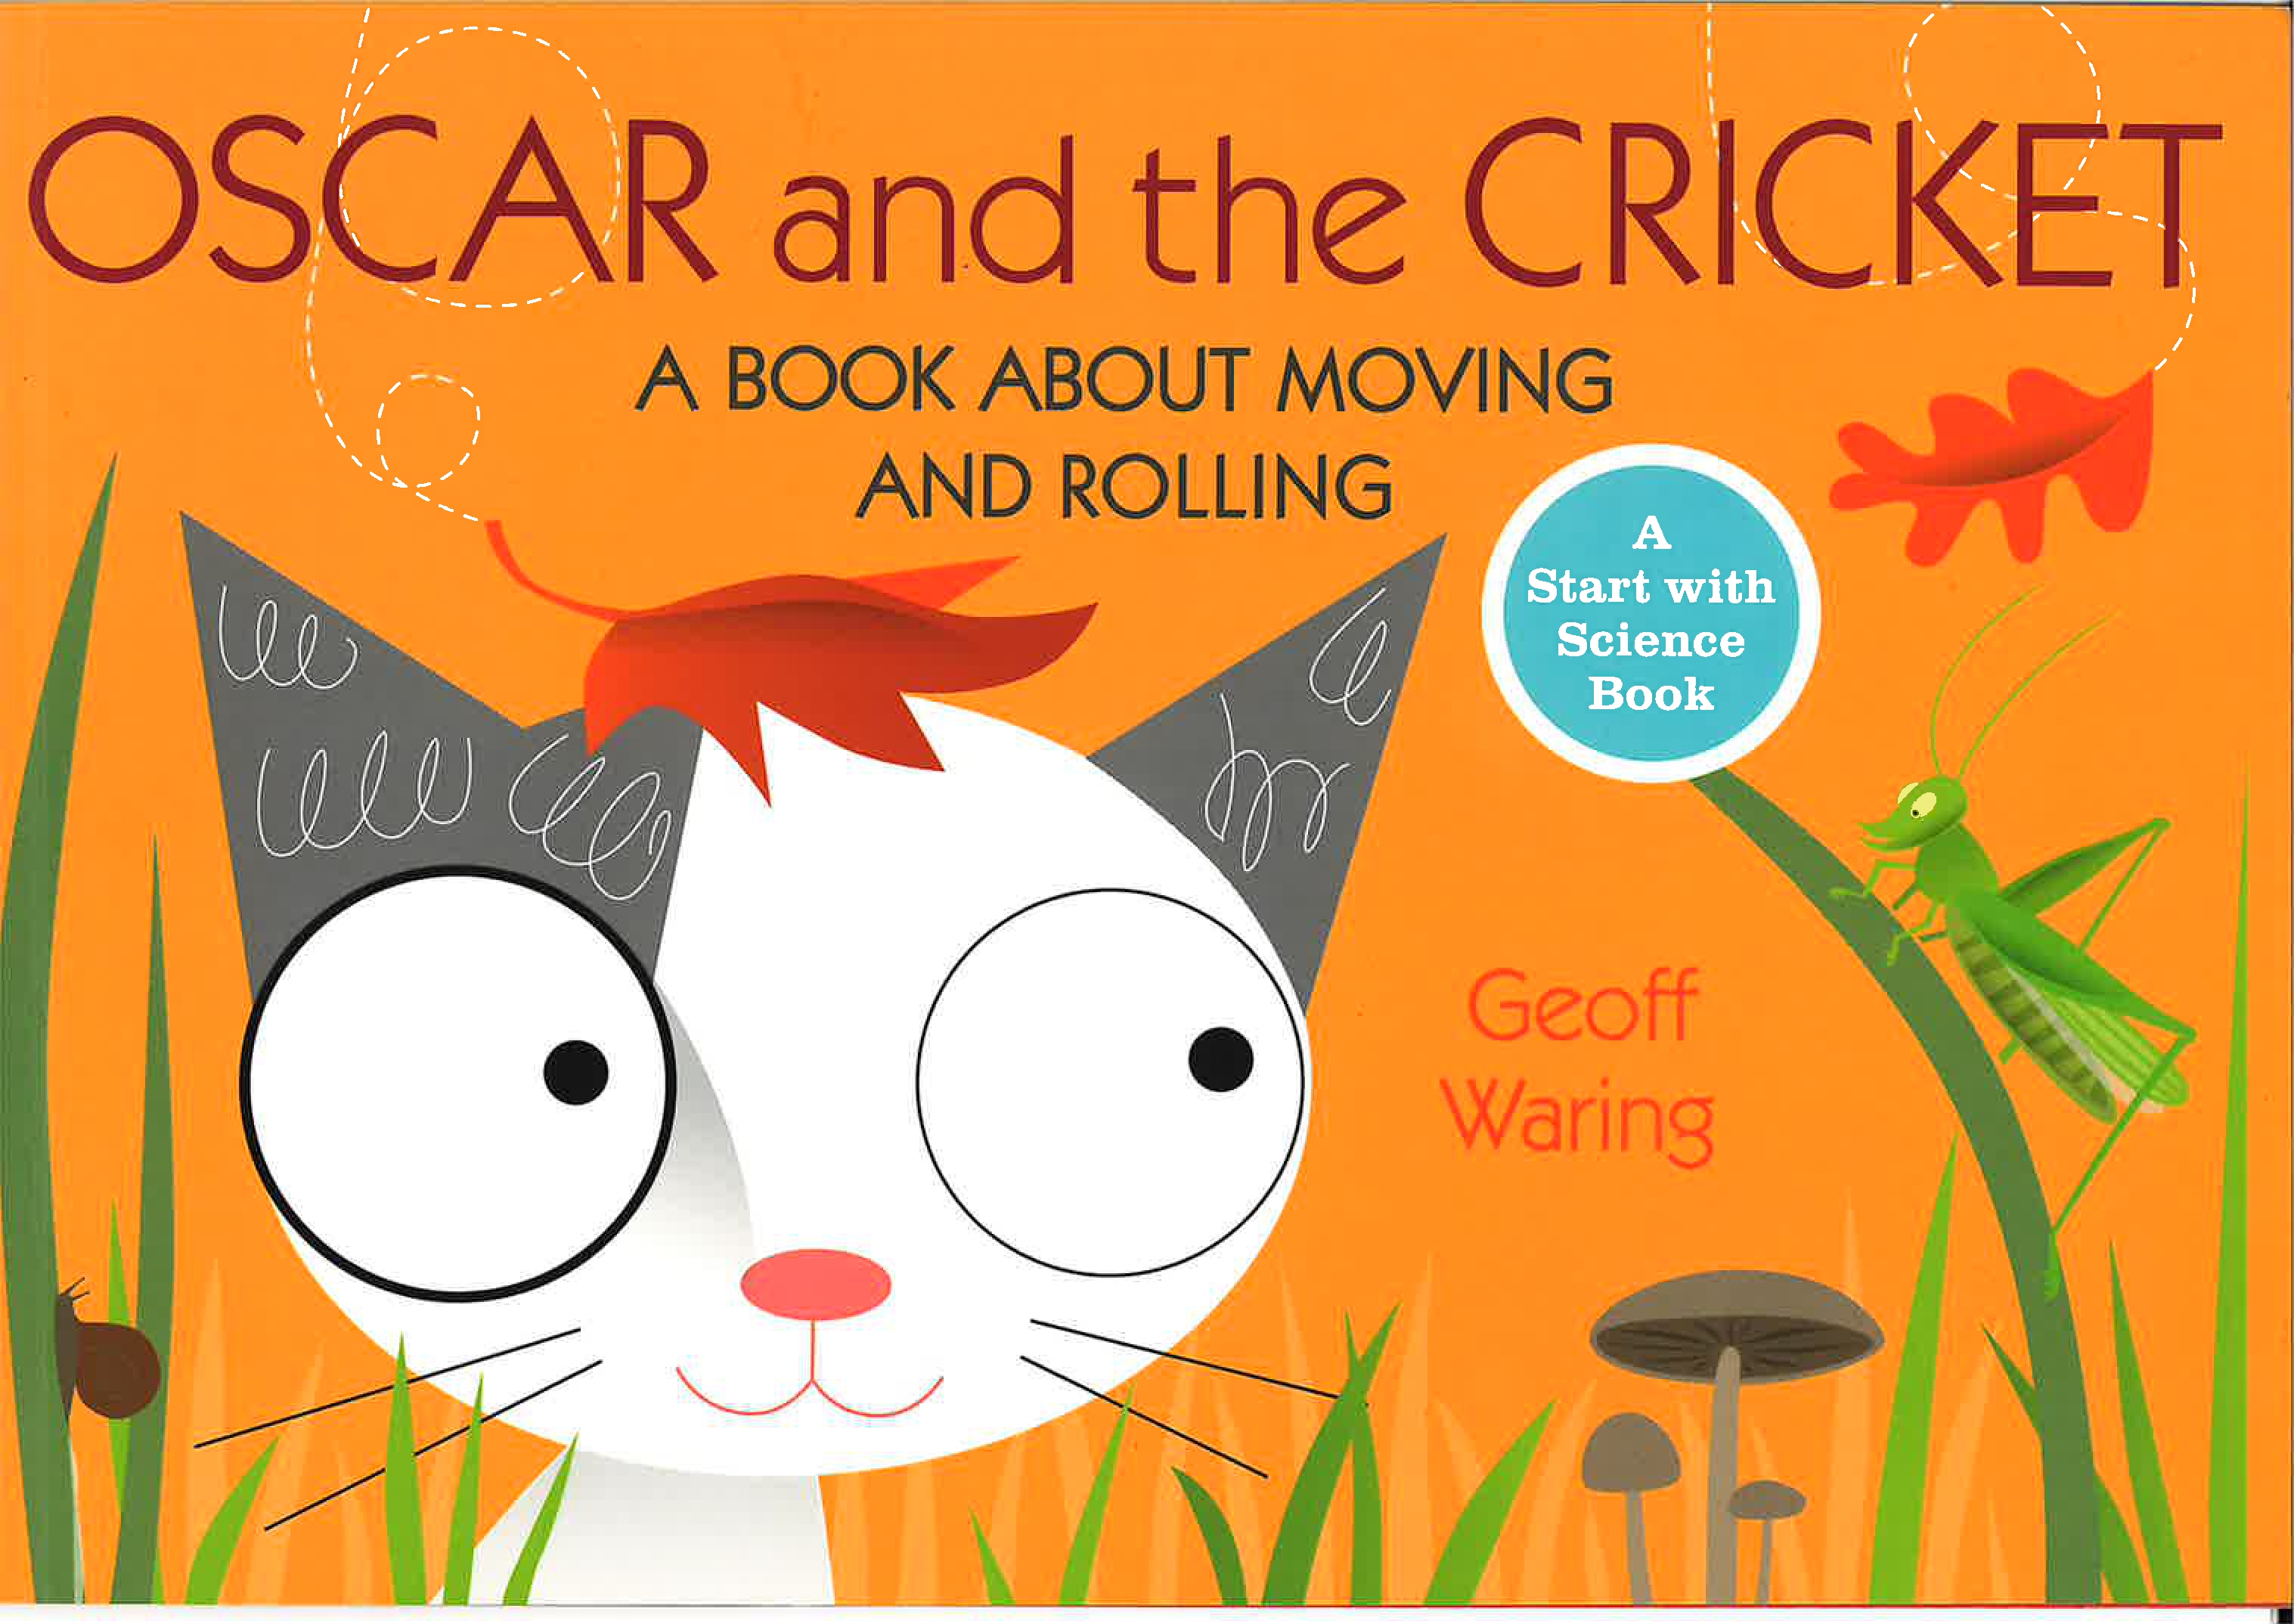 OSCAR and the CRICKET
A BOOK ABOUT MOVING
AND ROLLING
A
Start with
Science
Book
Geoff
Waring